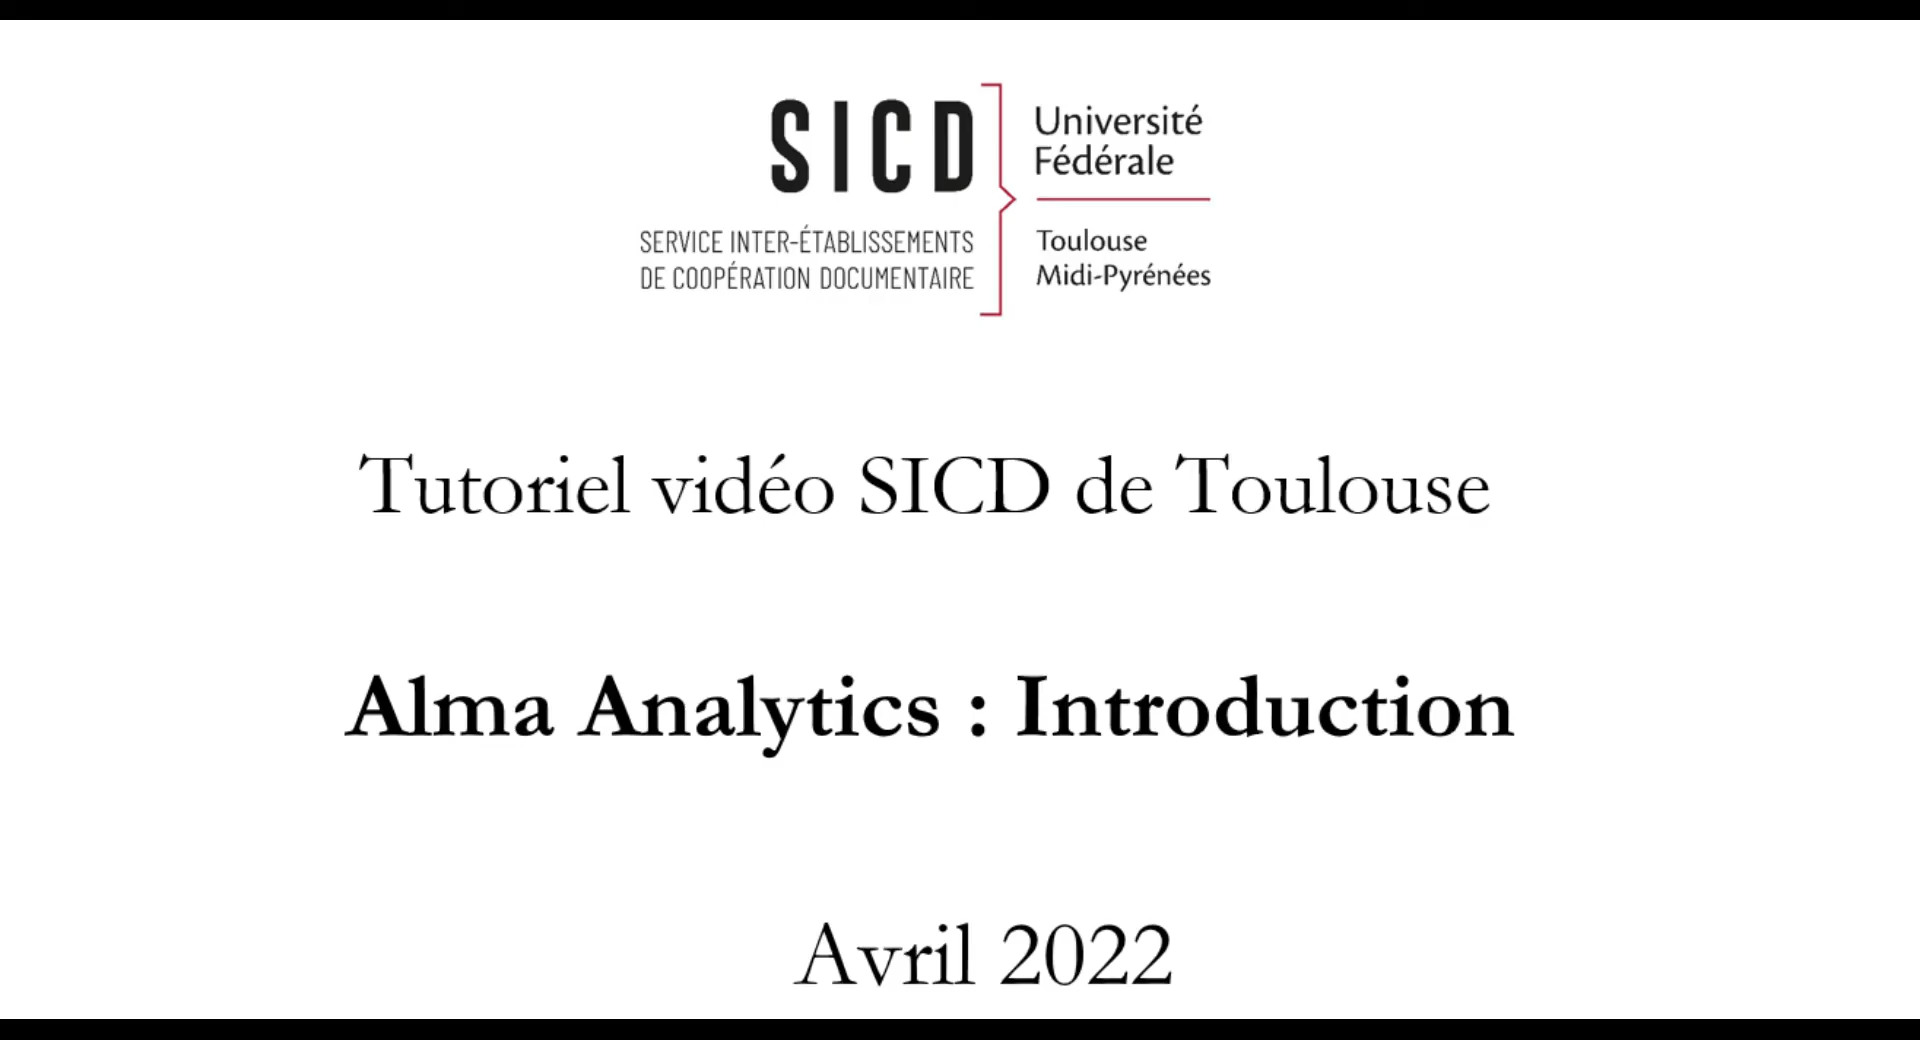 SICD
SERVICE INTER-ÉTABLISSEMENTS
DE COOPÉRATION DOCUMENTAIRE
Université
Fédérale
Toulouse
Midi-Pyrénées
Tutoriel vidéo SICD de Toulouse
Alma Analytics : Introduction
Avril 2022